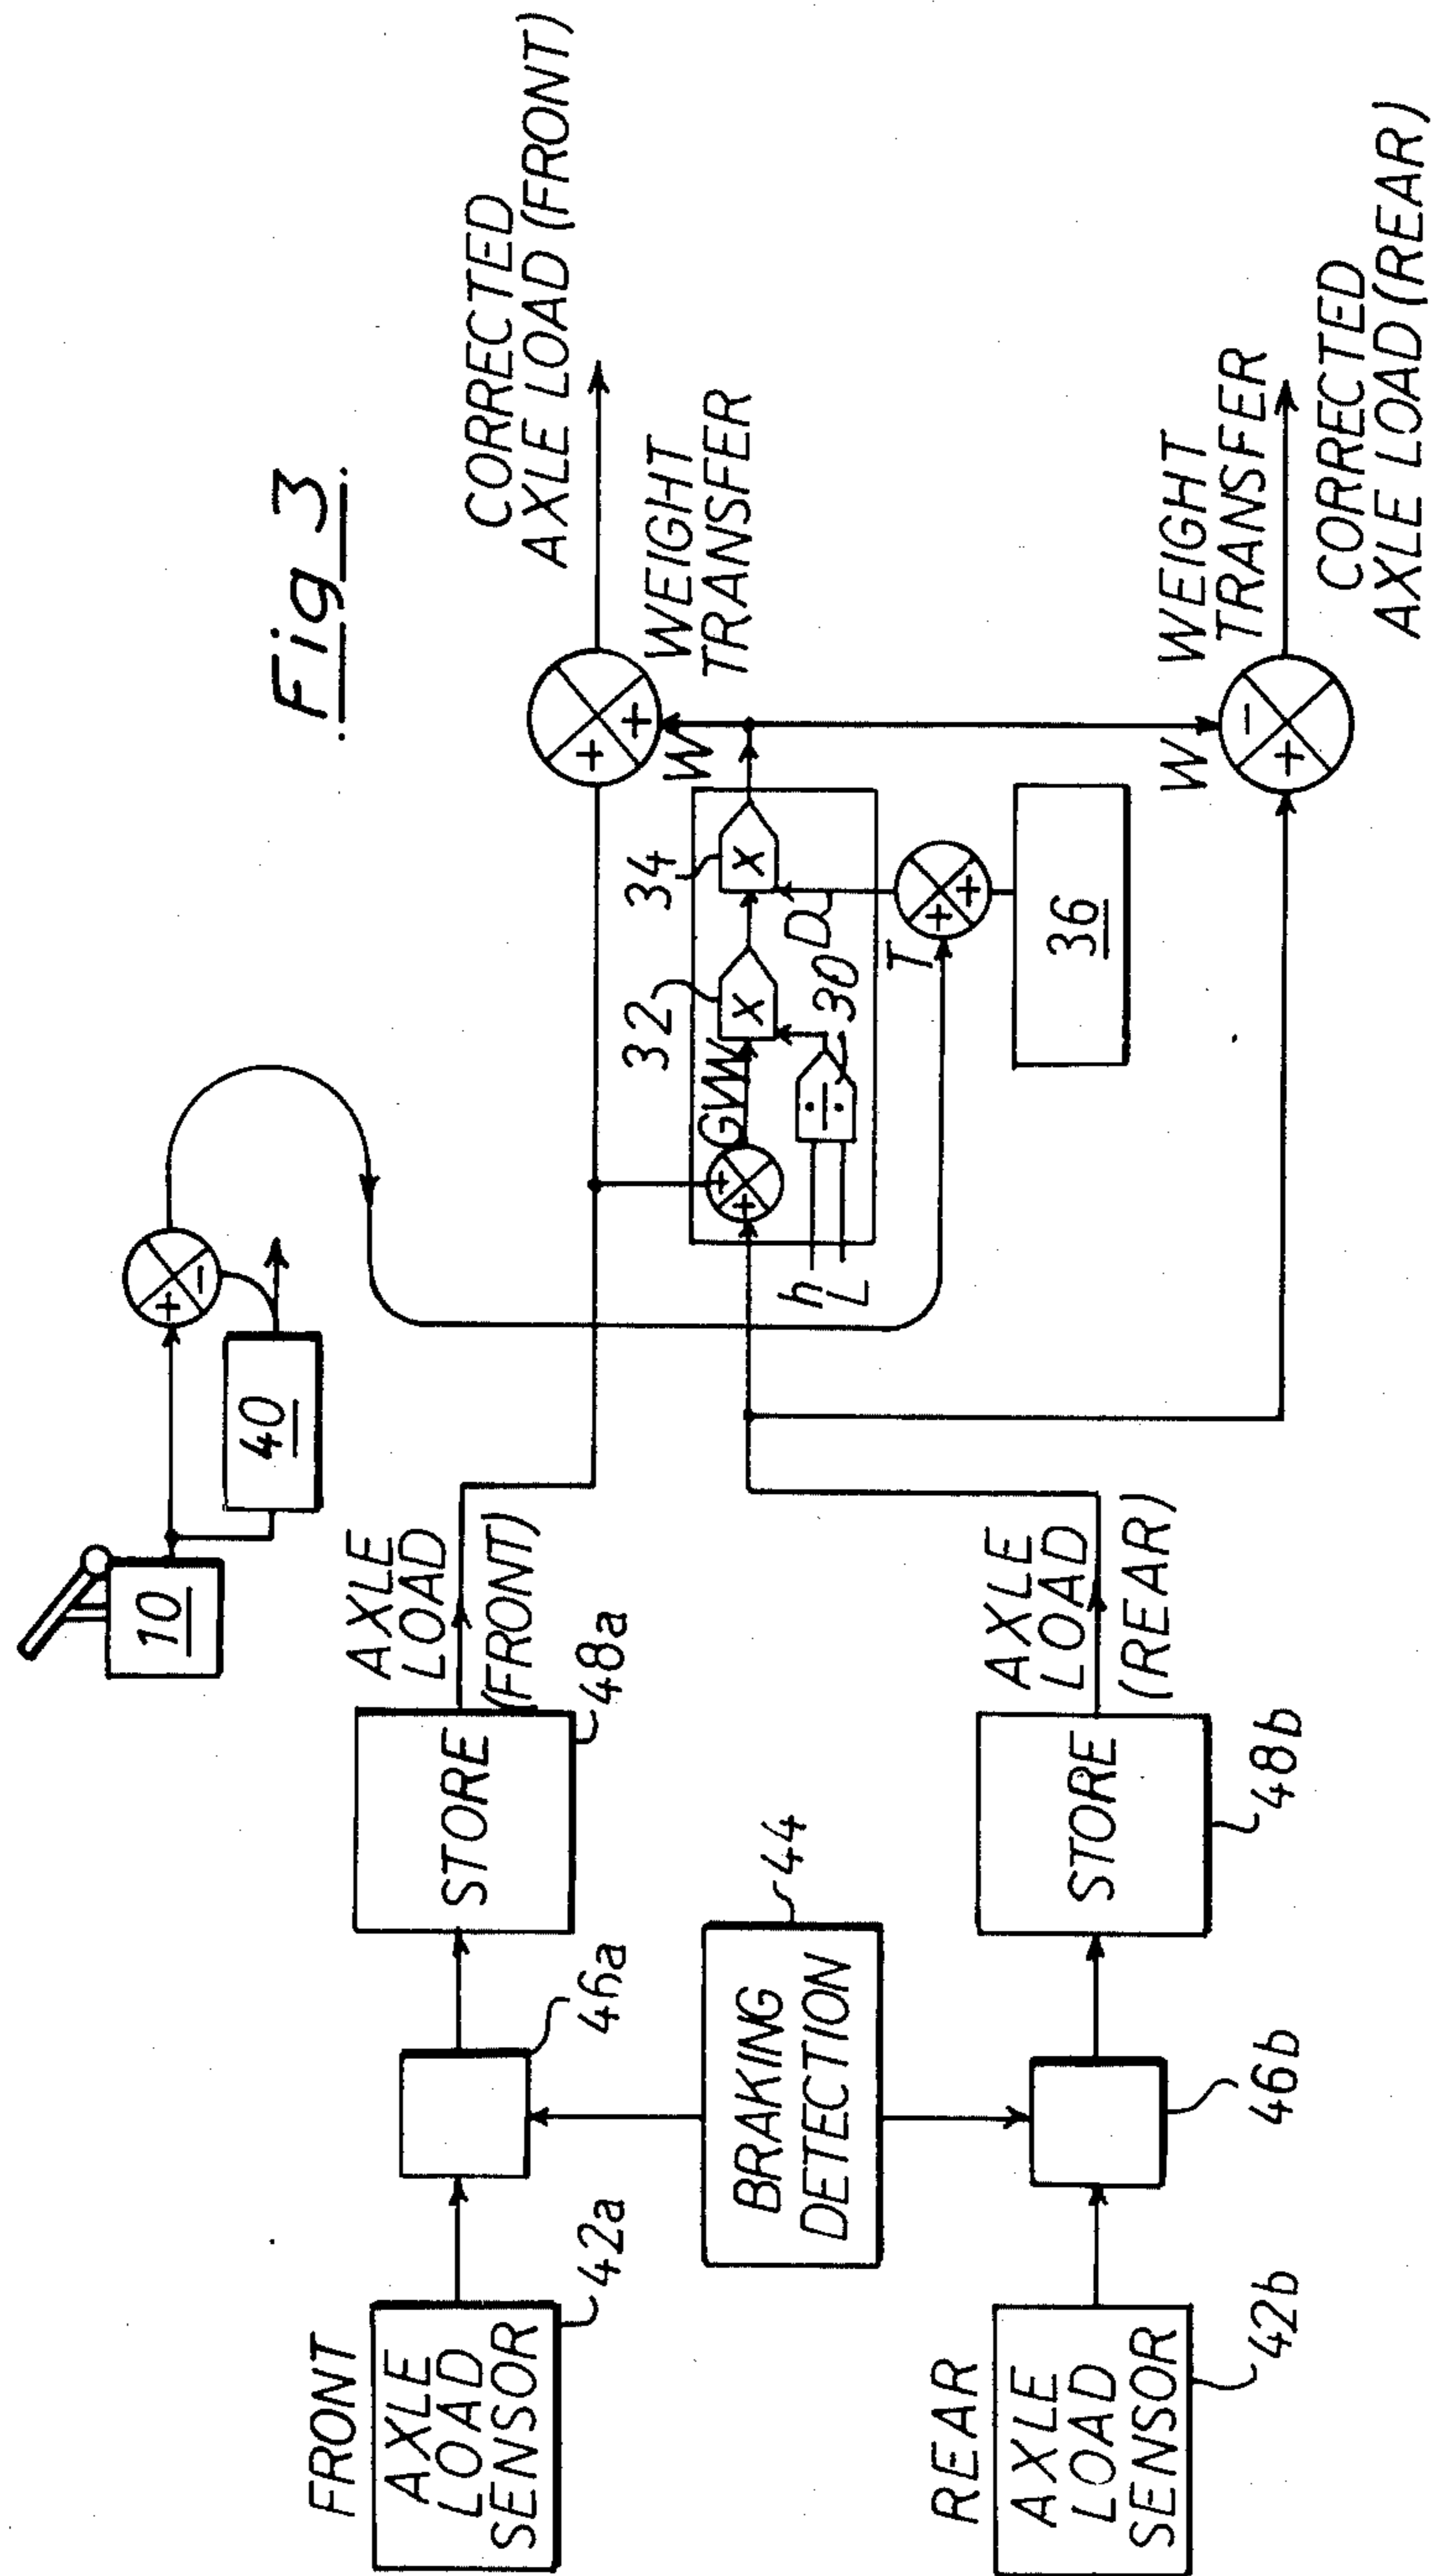 Fig 3
10
40
FRONT
AXLE
LOAD
SENSOR
42a
46a
STORE
48a
AXLE
LOAD
(FRONT)
BRAKING
DETECTION
44
REAR
AXLE
LOAD
SENSOR
42b
46b
STORE
48b
AXLE
LOAD
(REAR)
+
-
+
+
GVW
h
L
÷
30
X
32
X
34
D
T
+
+
36
W
+
+
WEIGHT
TRANSFER
CORRECTED
AXLE LOAD (FRONT)
W
+
-
WEIGHT
TRANSFER
CORRECTED
AXLE LOAD (REAR)